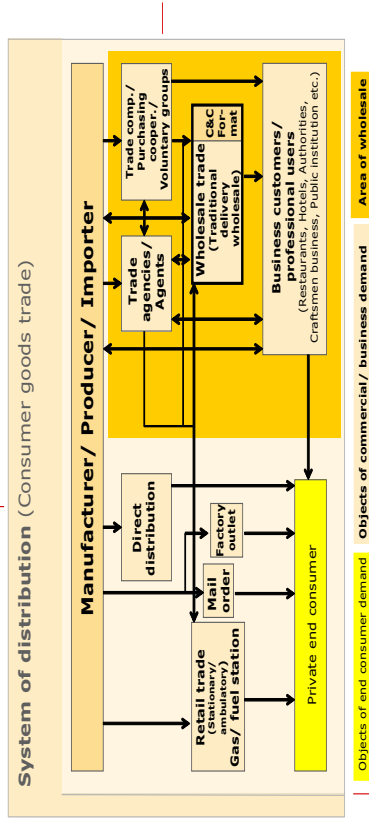 System of distribution (Consumer goods trade)
Manufacturer/ Producer/ Importer
Retail trade
(Stationary/
ambulatory)
Gas/ fuel station
Mail
order
Factory
outlet
Direct
distribution
Trade
agencies/
Agents
Trade comp./
Purchasing
cooper./
Voluntary groups
Wholesale trade
(Traditional
delivery
wholesale)
C&C
For-
mat
Private end consumer
Business customers/
professional users
(Restaurants, Hotels, Authorities,
Craftsmen business, Public institution etc.)
Objects of end consumer demand
Objects of commercial/ business demand
Area of wholesale